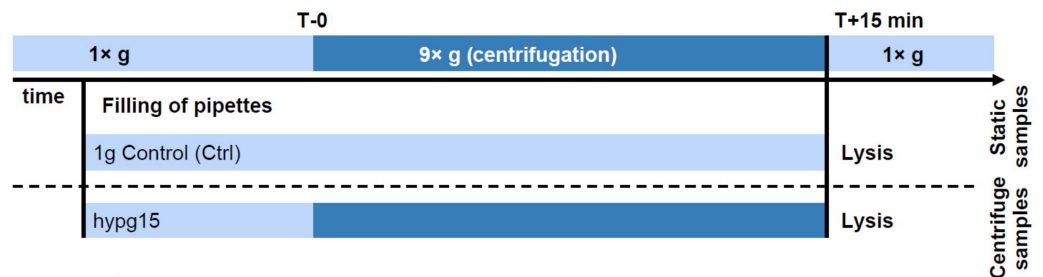 T-0
T+15 min
1× g
9× g (centrifugation)
1× g
time
Filling of pipettes
1g Control (Ctrl)
Lysis
Static
samples
hypg15
Lysis
Centrifuge
samples